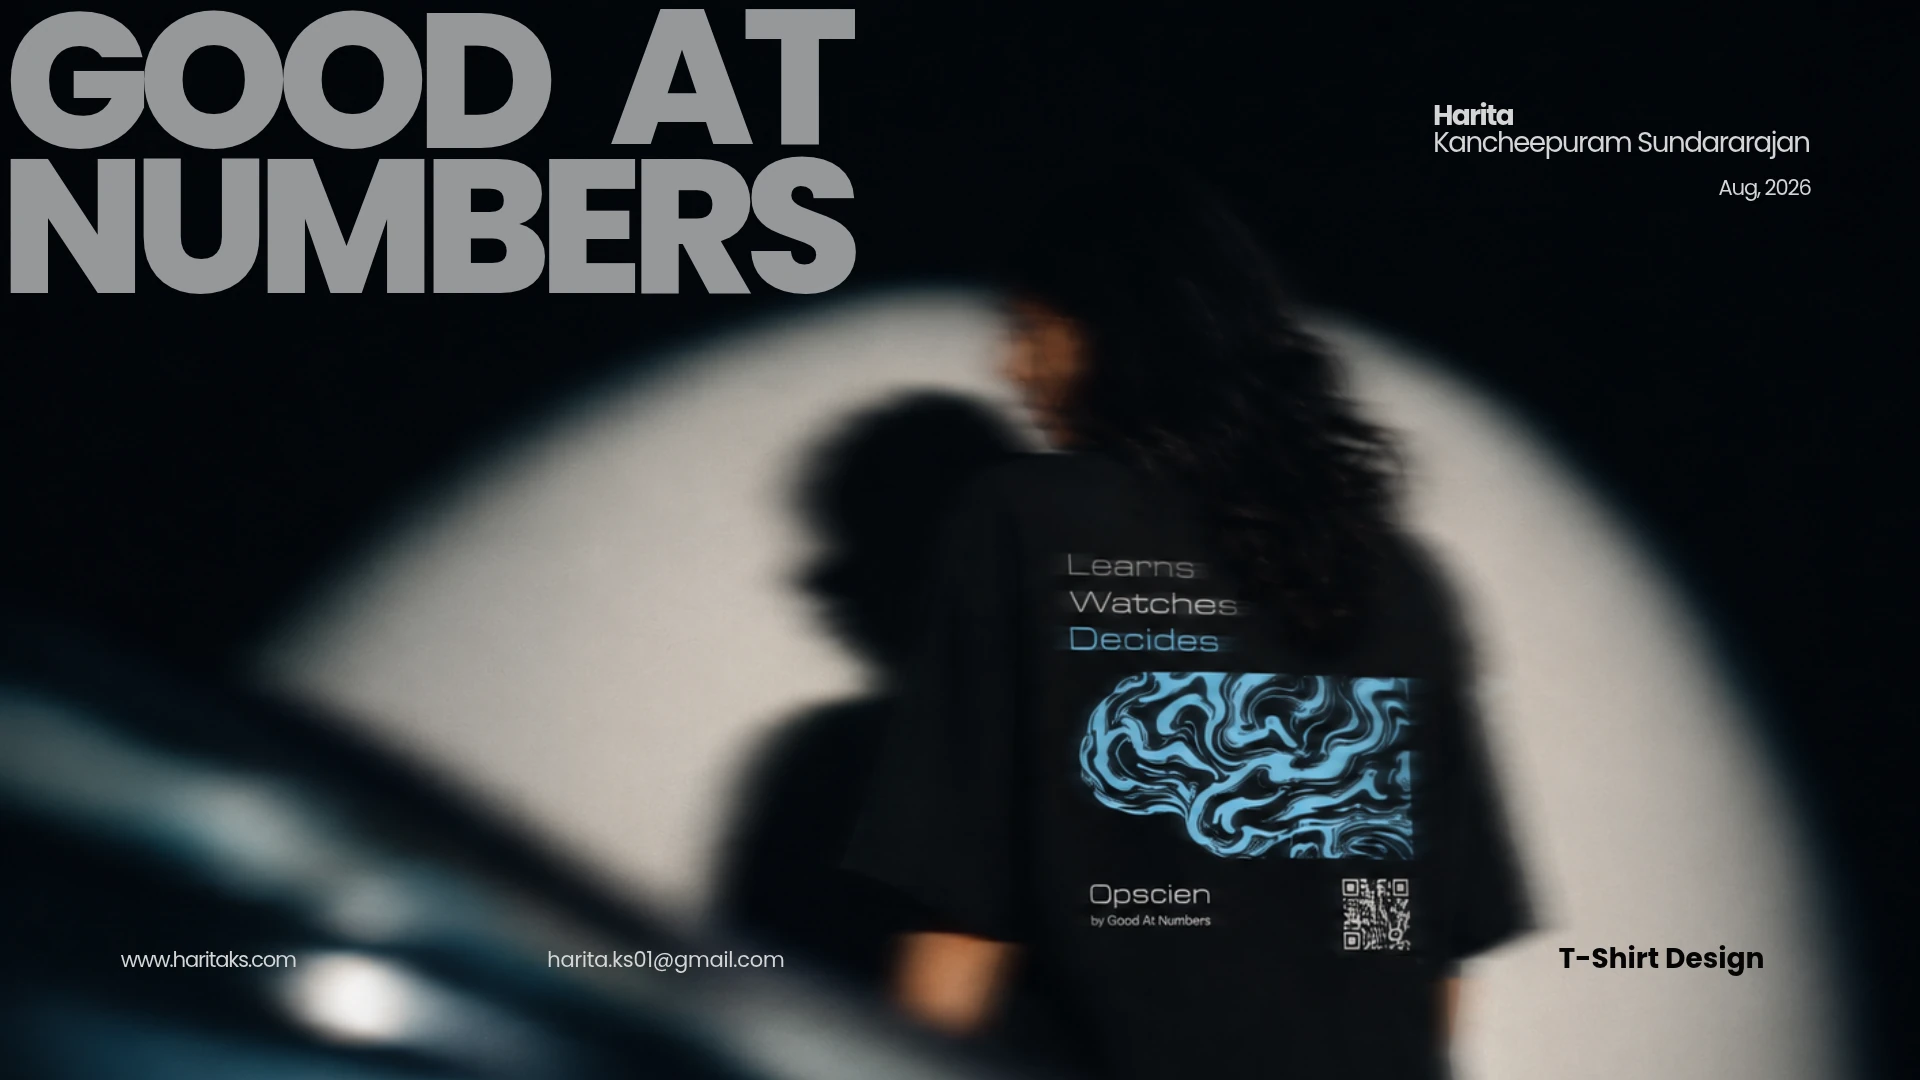 GOOD AT
NUMBERS
Harita
Kancheepuram Sundararajan
Aug, 2026
Learns
Watches
Decides
Opscien
by Good At Numbers
www.haritaks.com
harita.ks01@gmail.com
T-Shirt Design